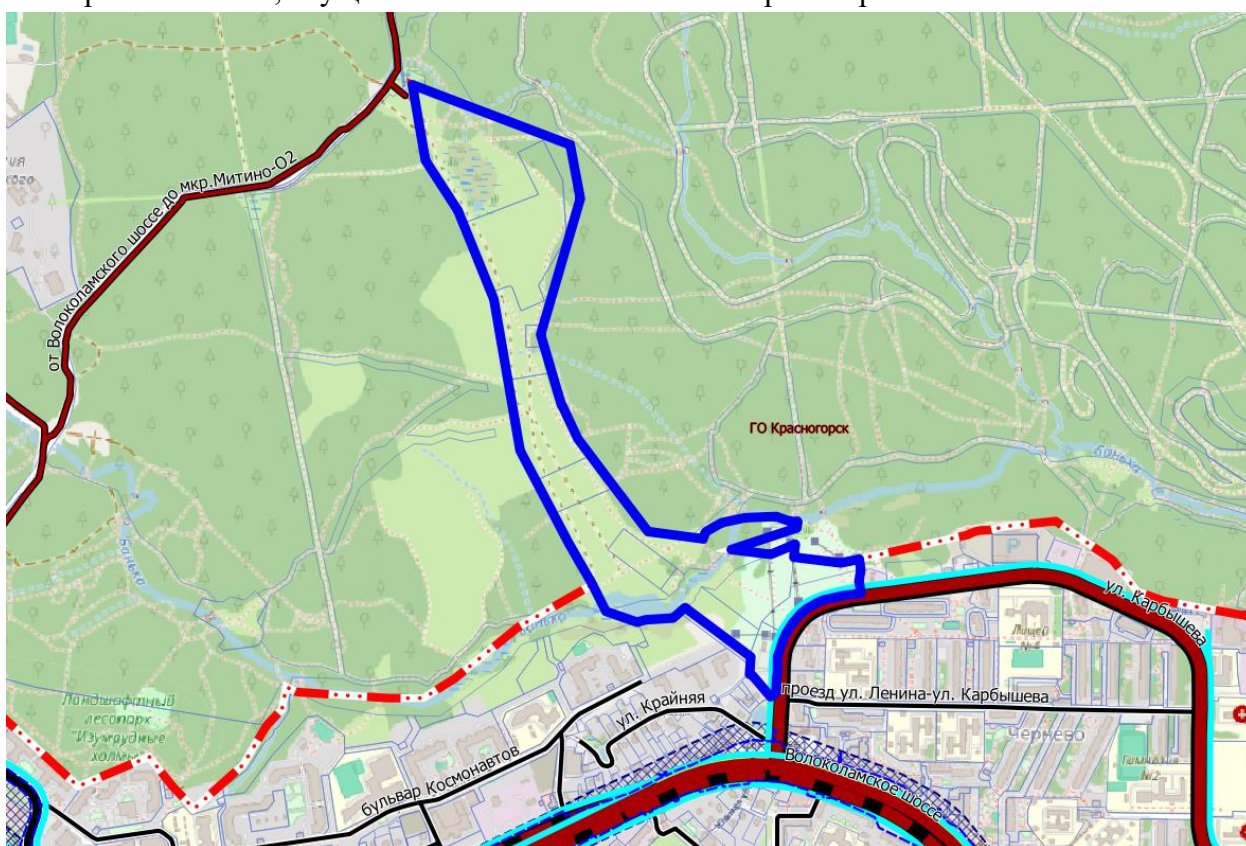 от Волоколамского шоссе до мкр.Митино-О2
ГО Красногорск
Банька
Банька
ул. Карбышева
Лицей №4
проезд ул. Ленина-ул. Карбышева
ул. Крайняя
Ландшафтный
лесопарк
"Изумрудные
холмы"
бульвар Космонавтов
Волоколамское шоссе
Чернево
Гимназия
№2
P